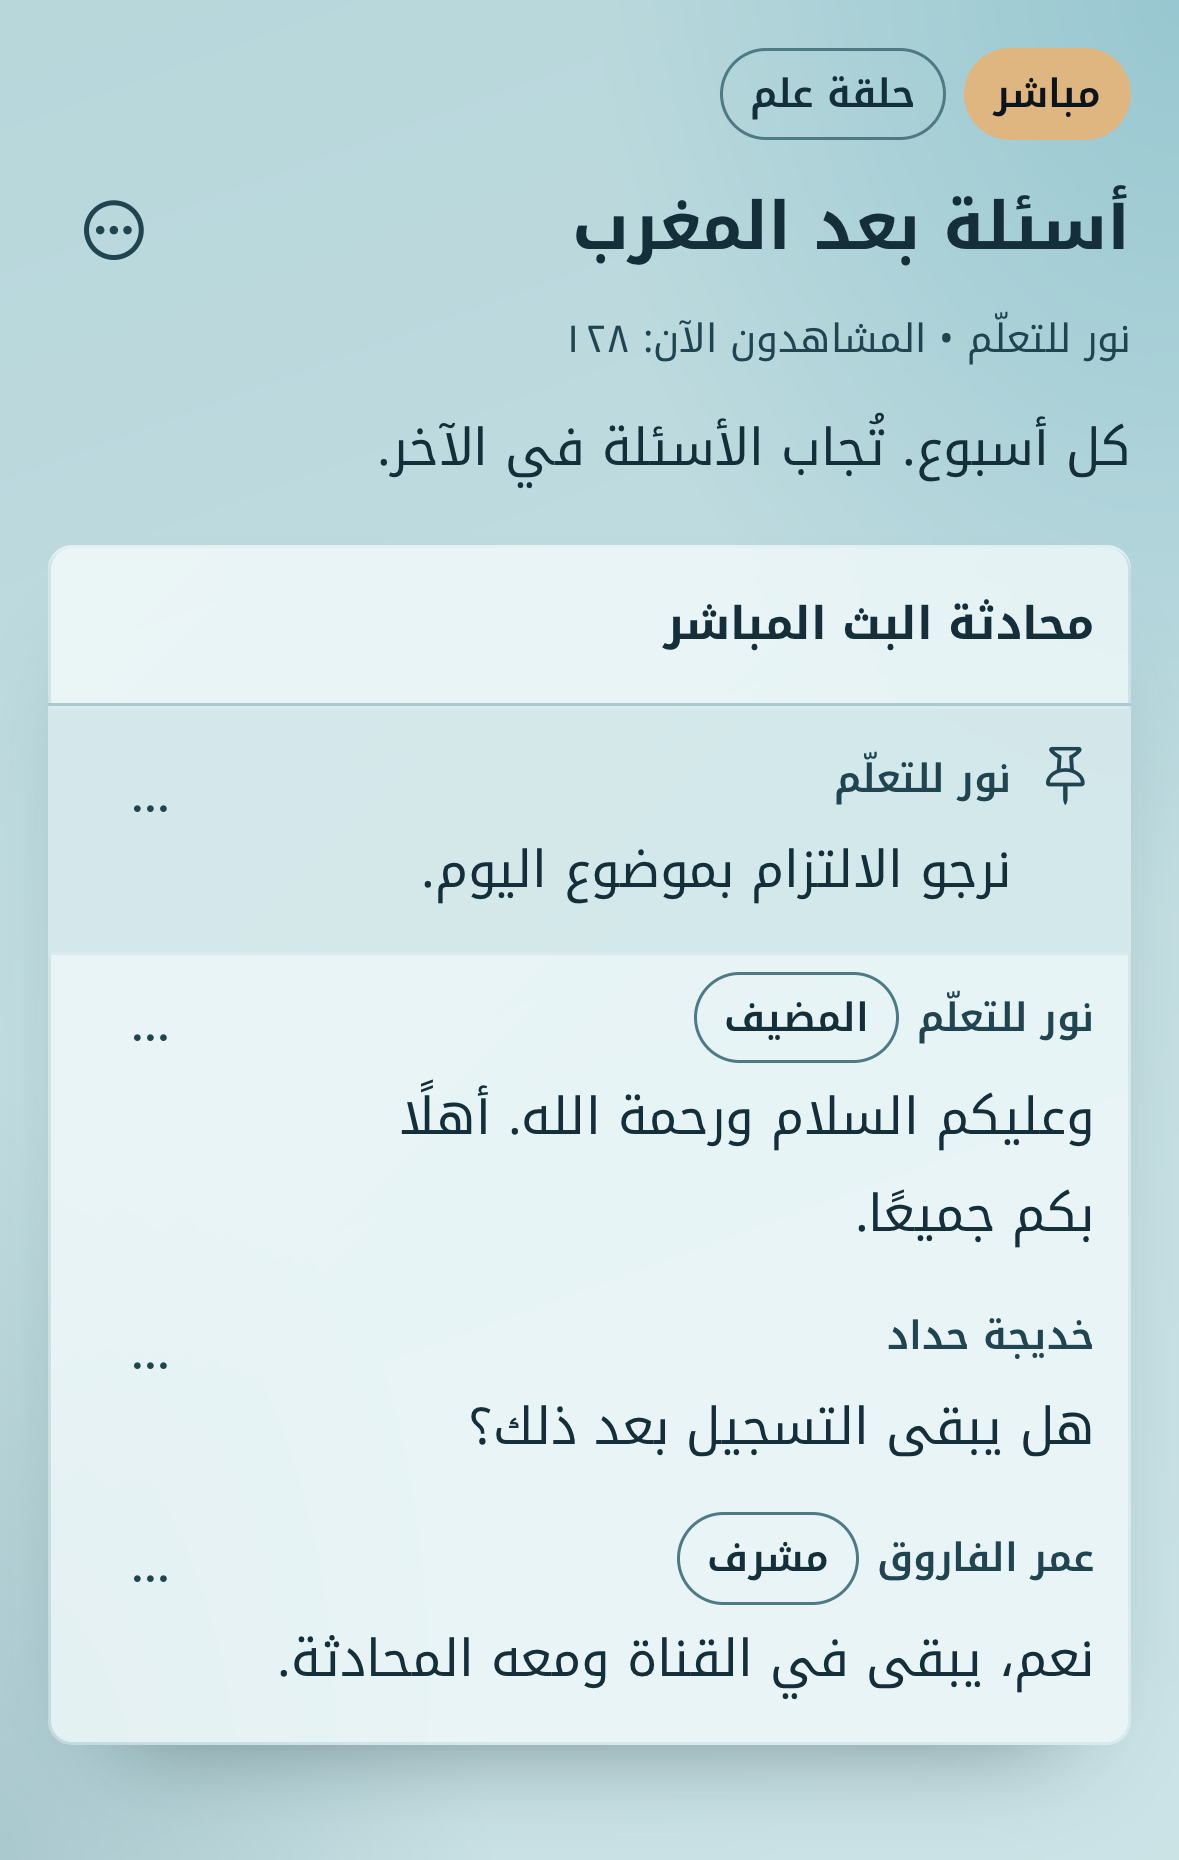 مباشر حلقة علم
أسئلة بعد المغرب
نور للتعلّم • المشاهدون الآن: ١٢٨
كل أسبوع. تُجاب الأسئلة في الآخر.
محادثة البث المباشر
نور للتعلّم
نرجو الالتزام بموضوع اليوم.
نور للتعلّم المضيف
وعليكم السلام ورحمة الله. أهلًا
بكم جميعًا.
خديجة حداد
هل يبقى التسجيل بعد ذلك؟
عمر الفاروق مشرف
نعم، يبقى في القناة ومعه المحادثة.